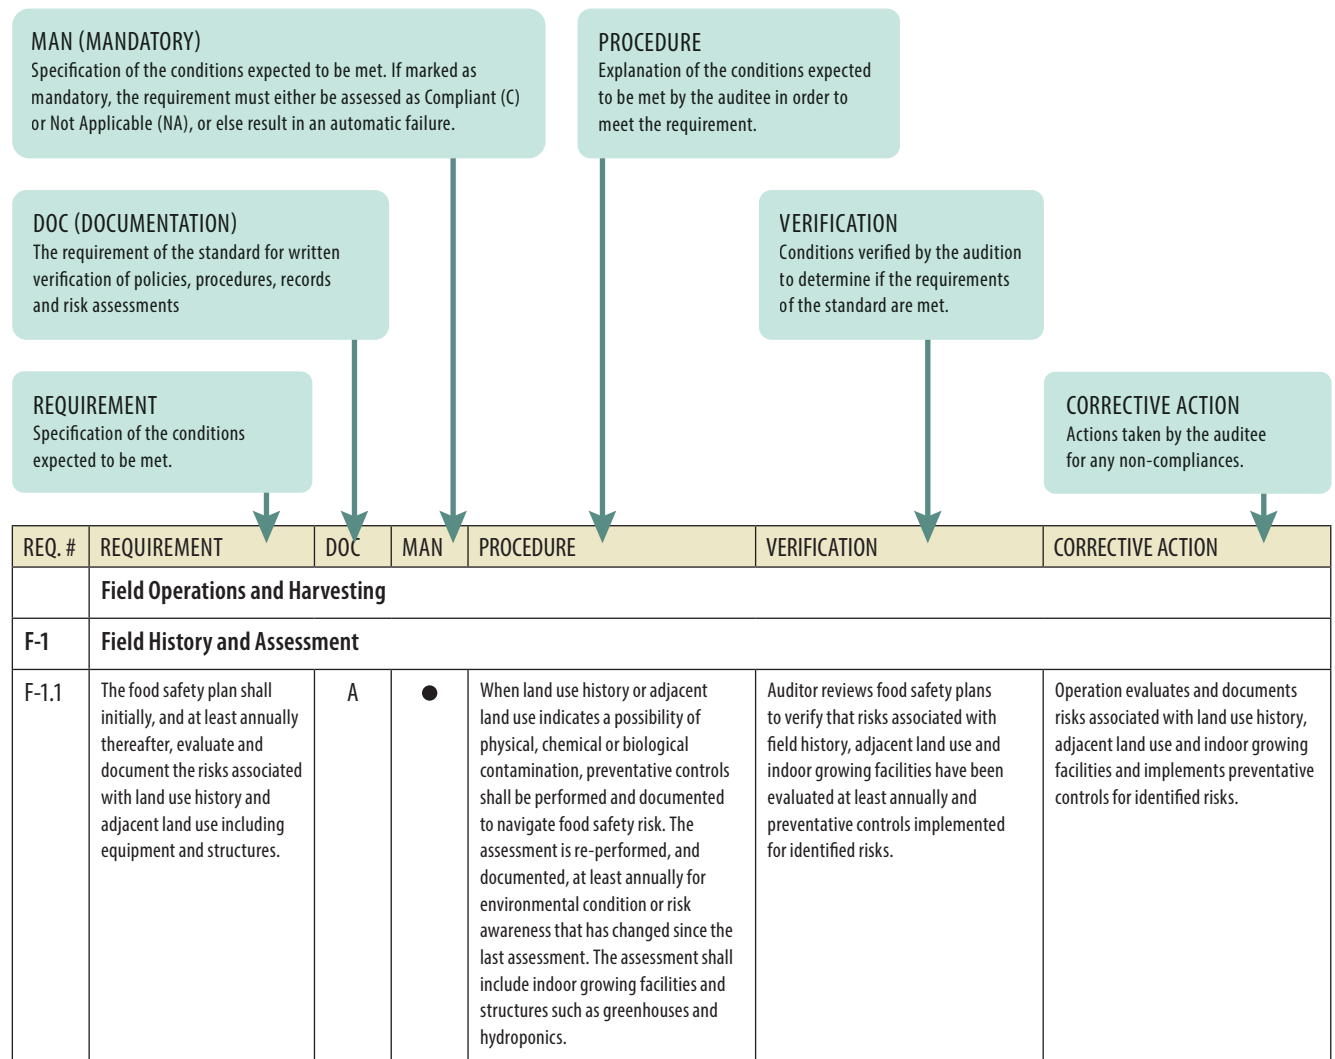 MAN (MANDATORY)
Specification of the conditions expected to be met. If marked as
mandatory, the requirement must either be assessed as Compliant (C)
or Not Applicable (NA), or else result in an automatic failure.
PROCEDURE
Explanation of the conditions expected
to be met by the auditee in order to
meet the requirement.
DOC (DOCUMENTATION)
The requirement of the standard for written
verification of policies, procedures, records
and risk assessments
VERIFICATION
Conditions verified by the audition
to determine if the requirements
of the standard are met.
REQUIREMENT
Specification of the conditions
expected to be met.
CORRECTIVE ACTION
Actions taken by the auditee
for any non-compliances.
REQ. # REQUIREMENT DOC MAN PROCEDURE VERIFICATION CORRECTIVE ACTION
Field Operations and Harvesting
F-1 Field History and Assessment
F-1.1
The food safety plan shall
initially, and at least annually
thereafter, evaluate and
document the risks associated
with land use history and
adjacent land use including
equipment and structures.
A
●
When land use history or adjacent
land use indicates a possibility of
physical, chemical or biological
contamination, preventative controls
shall be performed and documented
to navigate food safety risk. The
assessment is re-performed, and
documented, at least annually for
environmental condition or risk
awareness that has changed since the
last assessment. The assessment shall
include indoor growing facilities and
structures such as greenhouses and
hydroponics.
Auditor reviews food safety plans
to verify that risks associated with
field history, adjacent land use and
indoor growing facilities have been
evaluated at least annually and
preventative controls implemented
for identified risks.
Operation evaluates and documents
risks associated with land use history,
adjacent land use and indoor growing
facilities and implements preventative
controls for identified risks.